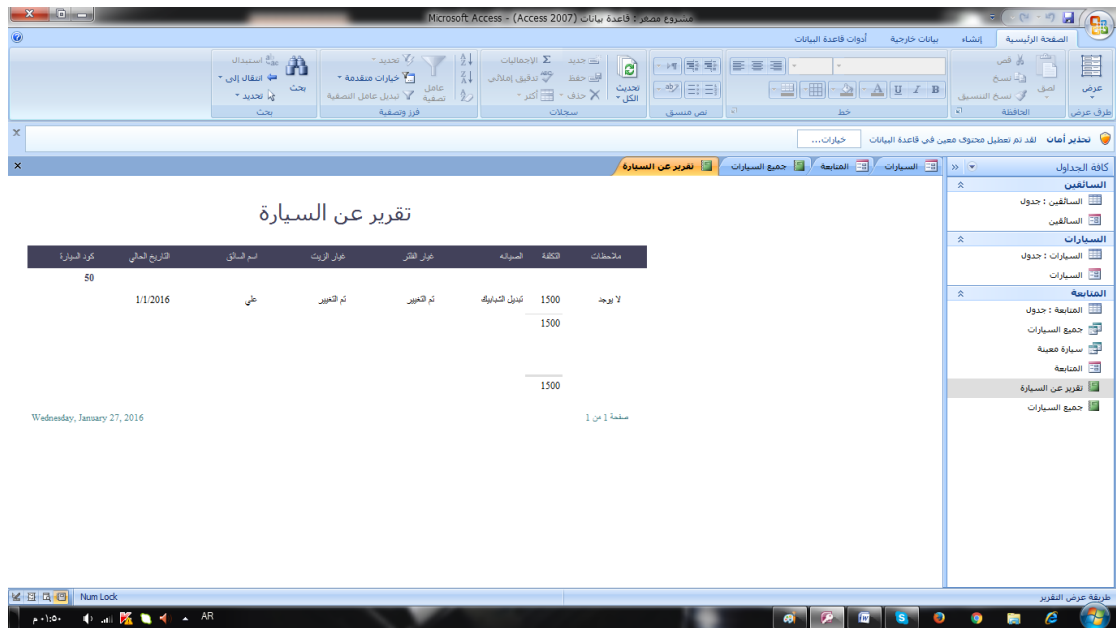 مشروع مصغر : قاعدة بيانات (Access 2007) - Microsoft Access
الصفحة الرئيسية إنشاء بيانات خارجية أدوات قاعدة البيانات
عرض
طرق عرض
لصق
قص
نسخ
نسخ التنسيق
الحافظة
B I U A
خط
نص منسق
تحديث الكل
جديد
حفظ
حذف
الإجماليات
تدقيق إملائي
أكثر
سجلات
عامل تصفية
تحديد
خيارات متقدمة
تبديل عامل التصفية
فرز وتصفية
بحث
استبدال
انتقال إلى
تحديد
بحث
تحذير أمان لقد تم تعطيل محتوى معين في قاعدة البيانات خيارات...
كافة الجداول
السائقين
السائقين : جدول
السائقين
السيارات
السيارات : جدول
السيارات
المتابعة
المتابعة : جدول
جميع السيارات
سيارة معينة
المتابعة
تقرير عن السيارة
جميع السيارات
السيارات المتابعة جميع السيارات تقرير عن السيارة
تقرير عن السيارة
ملاحظات التكلفة الصيانه غيار الفلتر غيار الزيت اسم السائق التاريخ الحالي كود السيارة
50
لا يوجد 1500 تبديل الشبابيك تم التغيير تم التغيير علي 1/1/2016
1500
1500
صفحة 1 من 1
Wednesday, January 27, 2016
طريقة عرض التقرير
Num Lock
AR
٠١:٥٠ م